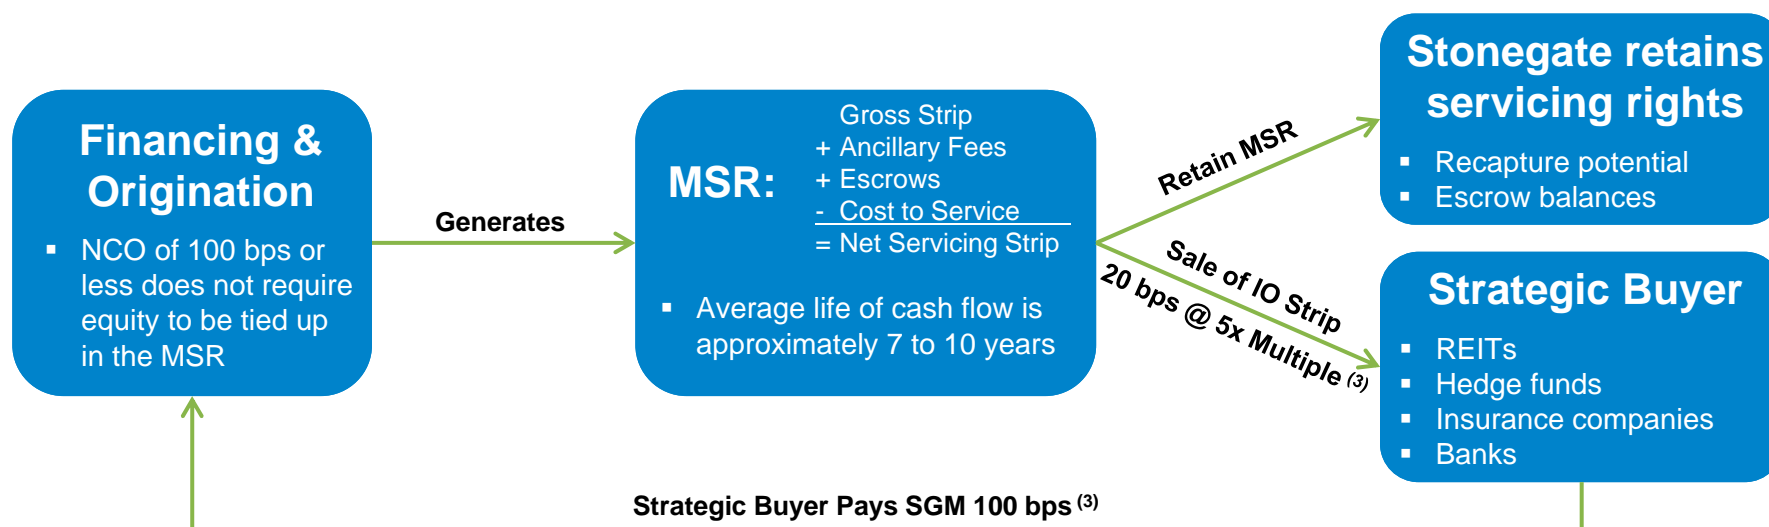 Financing &
Origination
▪ NCO of 100 bps or
less does not require
equity to be tied up
in the MSR
Generates
MSR:
Gross Strip
+ Ancillary Fees
+ Escrows
- Cost to Service
= Net Servicing Strip
▪ Average life of cash flow is
approximately 7 to 10 years
Retain MSR
Sale of IO Strip
20 bps @ 5x Multiple (3)
Stonegate retains
servicing rights
▪ Recapture potential
▪ Escrow balances
Strategic Buyer
▪ REITs
▪ Hedge funds
▪ Insurance companies
▪ Banks
Strategic Buyer Pays SGM 100 bps (3)